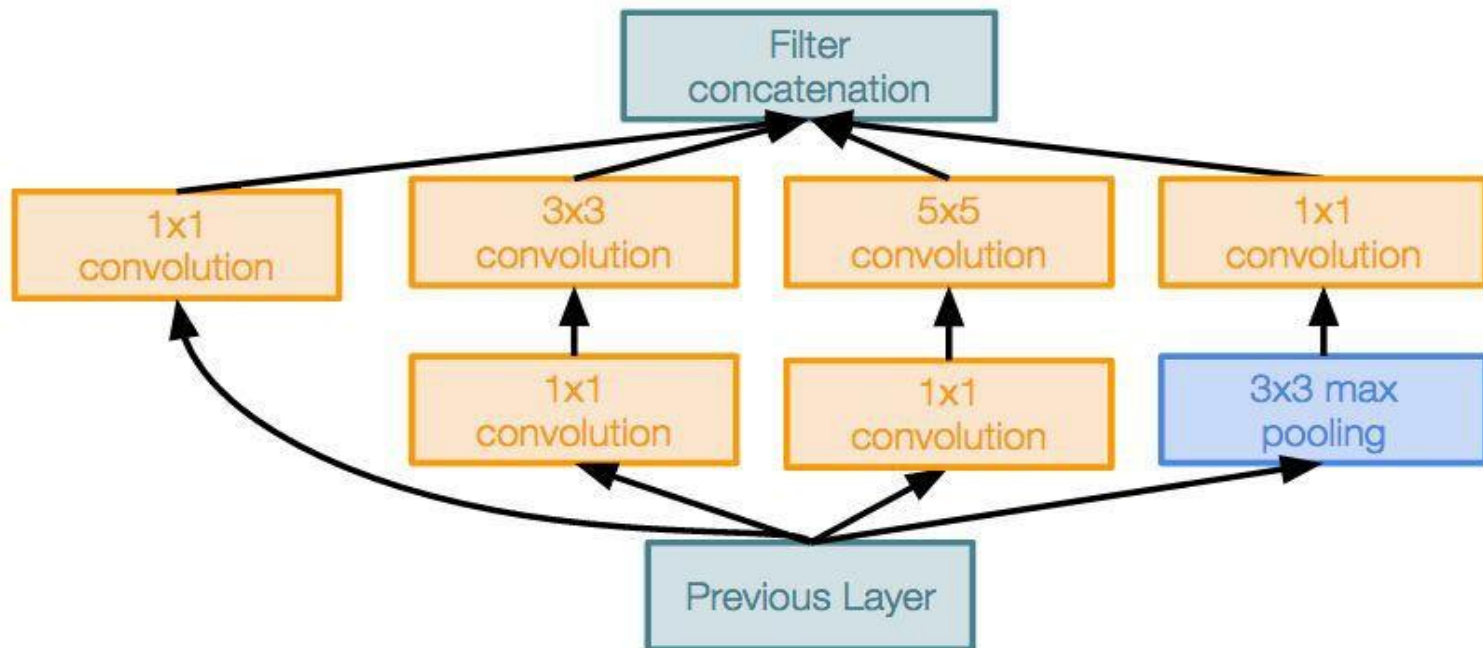 Filter
concatenation
1x1
convolution
3x3
convolution
5x5
convolution
1x1
convolution
1x1
convolution
1x1
convolution
3x3 max
pooling
Previous Layer